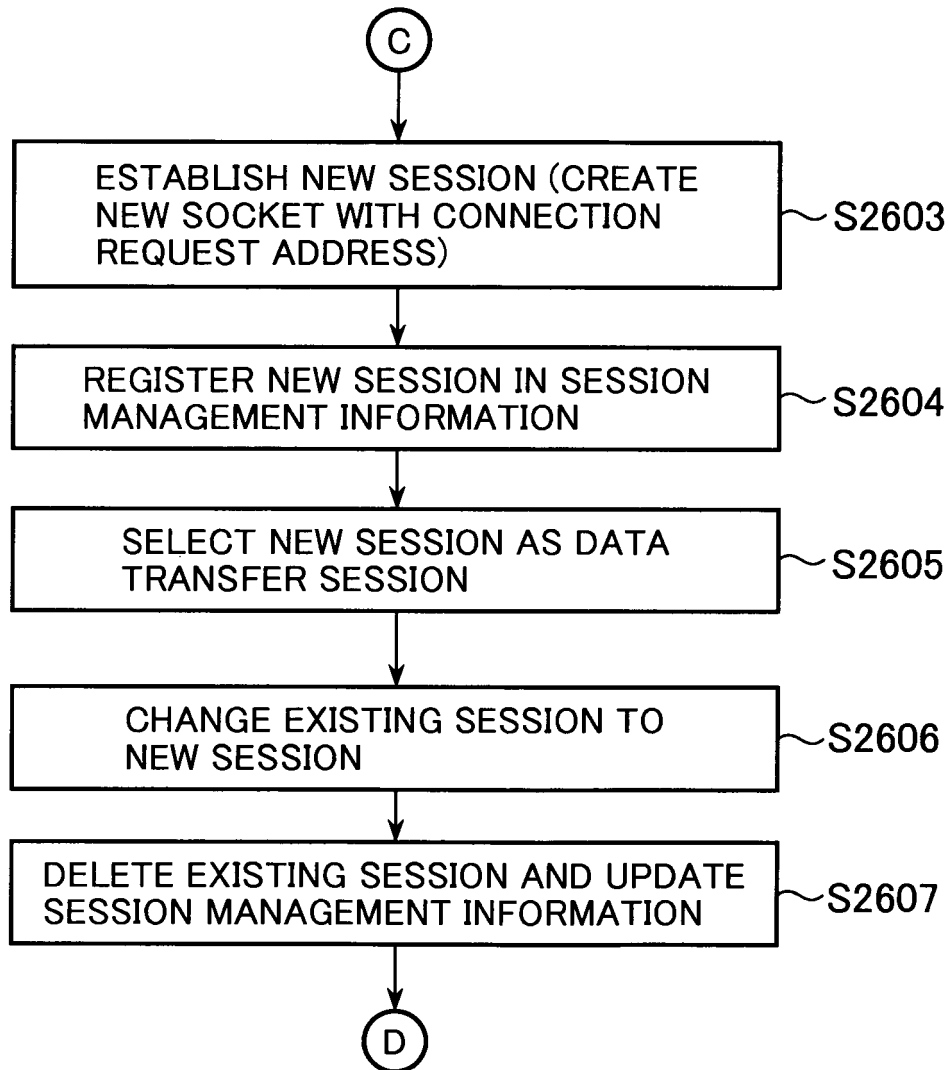 C
ESTABLISH NEW SESSION (CREATE
NEW SOCKET WITH CONNECTION
REQUEST ADDRESS)
S2603
REGISTER NEW SESSION IN SESSION
MANAGEMENT INFORMATION
S2604
SELECT NEW SESSION AS DATA
TRANSFER SESSION
S2605
CHANGE EXISTING SESSION TO
NEW SESSION
S2606
DELETE EXISTING SESSION AND UPDATE
SESSION MANAGEMENT INFORMATION
S2607
D